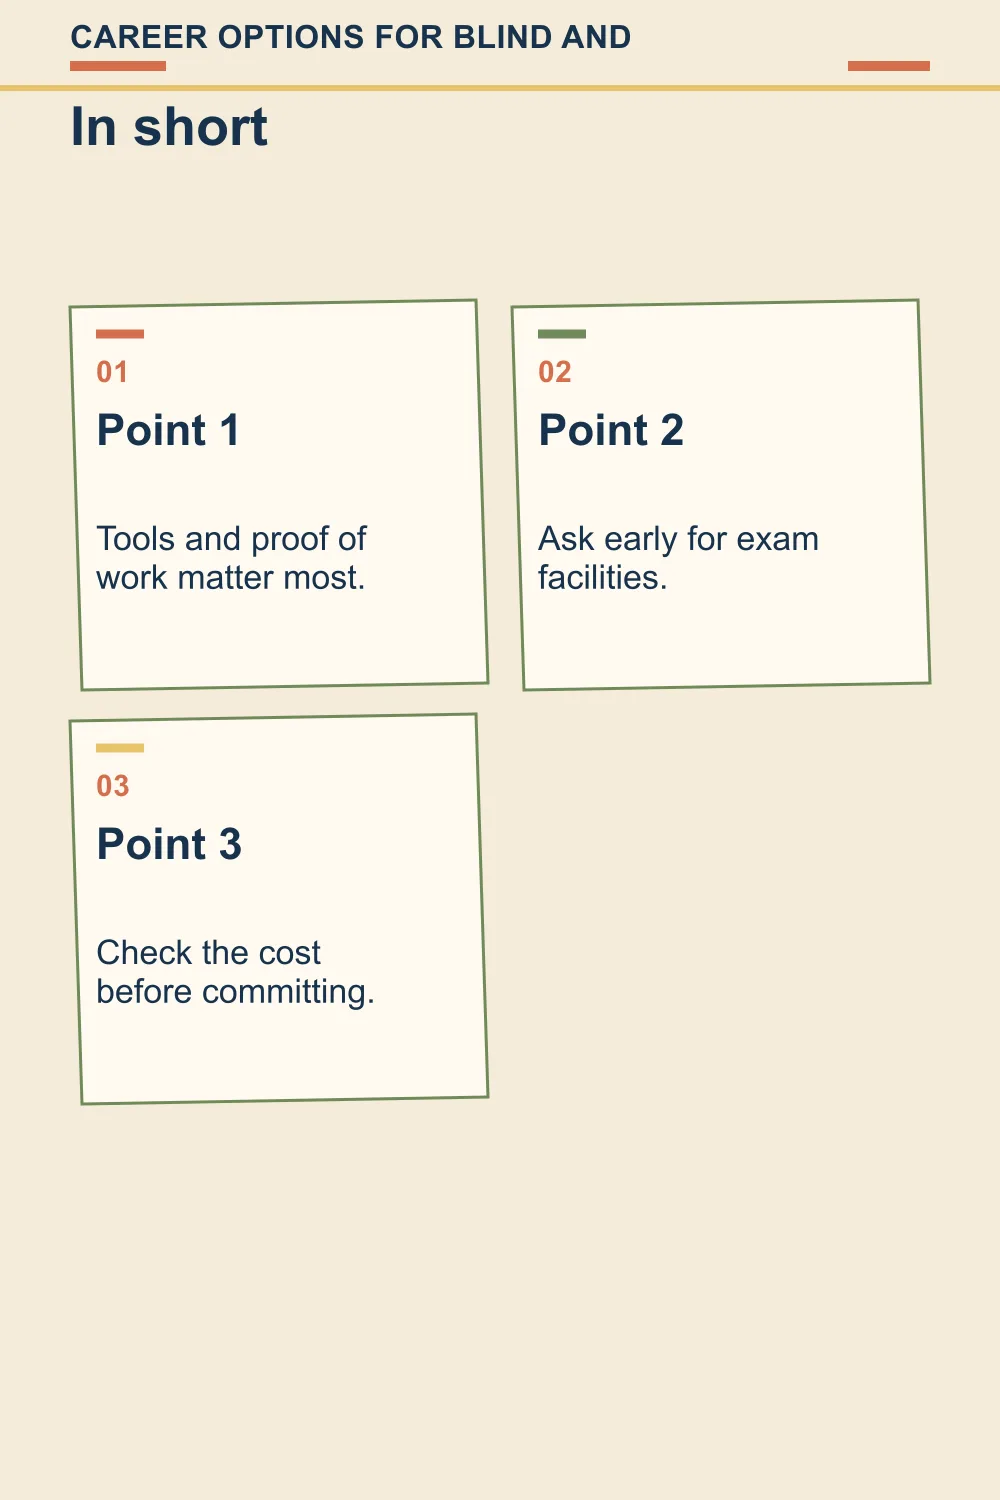 CAREER OPTIONS FOR BLIND AND
In short
01
Point 1
Tools and proof of
work matter most.
02
Point 2
Ask early for exam
facilities.
03
Point 3
Check the cost
before committing.